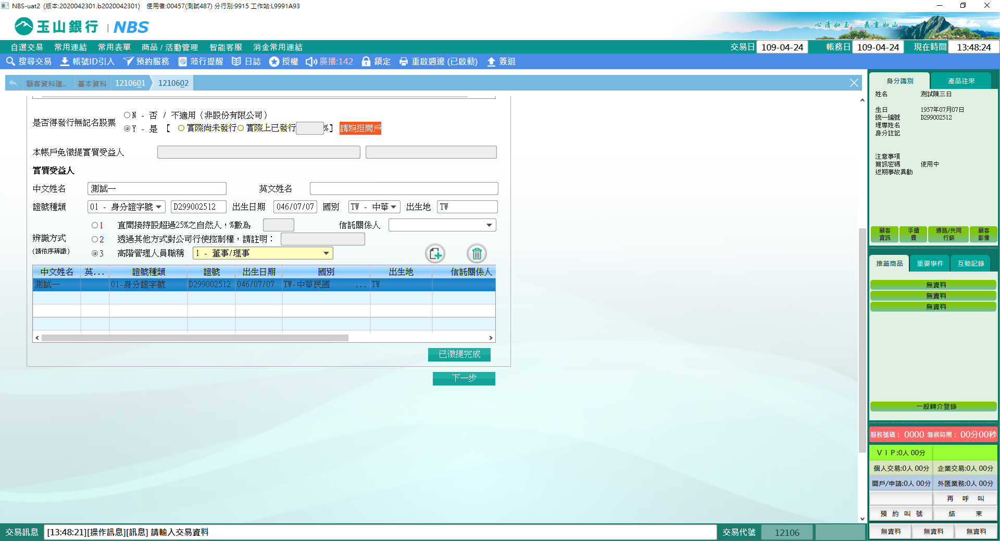 NBS-uat2 (版本:2020042301.b2020042301) 使用者:00457(測試487) 分行別:9915 工作站:L9991A93
玉山銀行 | NBS
心清如玉。 義重如山。
自選交易 常用連結 常用表單 商品 / 活動管理 智能客服 消金常用連結 交易日 109-04-24 帳務日 109-04-24 現在時間 13:48:24
搜尋交易 帳號ID引入 預約服務 蒞行提醒 日誌 授權 廣播:142 鎖定 重啟週邊 (已啟動) 簽退
顧客資料建.. 基本資料 1210601 1210602
是否得發行無記名股票
N - 否 / 不適用（非股份有限公司）
Y - 是 【 實際尚未發行 實際上已發行 %】 請婉拒開戶
本帳戶免徵提實質受益人
實質受益人
中文姓名 測試一 英文姓名
證號種類 01 - 身分證字號 D299002512 出生日期 046/07/07 國別 TW - 中華 出生地 TW
1 直間接持股超過25%之自然人，%數為 信託關係人
辨識方式 2 透過其他方式對公司行使控制權，請註明：
(請依序辨識) 3 高階管理人員職稱 1 - 董事/理事
中文姓名 英... 證號種類 證號 出生日期 國別 出生地 信託關係人
測試一 01-身分證字號 D299002512 046/07/07 TW-中華民國 ... TW
已徵提完成
下一步
身分識別 產品往來
姓名 測試陳三日
生日 1957年07月07日
統一編號 D299002512
理專姓名
身分註記
注意事項
簡訊密碼 使用中
近期事故異動
顧客資訊 手續費 通路/共同行銷 顧客影像
推薦商品 重要事件 互動記錄
無資料
無資料
無資料
一般轉介登錄
服務號碼： 0000 等候時間： 00分00秒
ＶＩＰ:0人 00分
個人交易:0人 00分 企業交易:0人 00分
開戶/申請:0人 00分 外匯業務:0人 00分
再 呼 叫
預 約 叫 號 結 束
無資料 無資料 無資料
交易訊息 [13:48:21][操作訊息][訊息] 請輸入交易資料 交易代號 12106